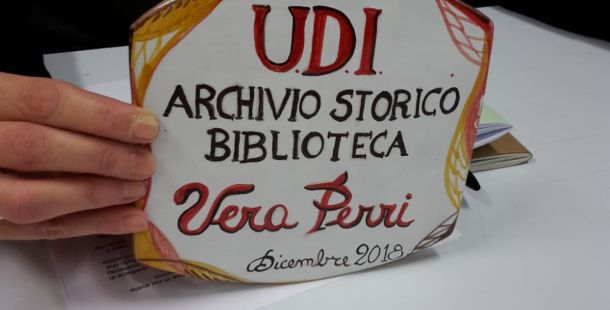 U.D.I.
ARCHIVIO STORICO
BIBLIOTECA
Vera Perri
Dicembre 2018